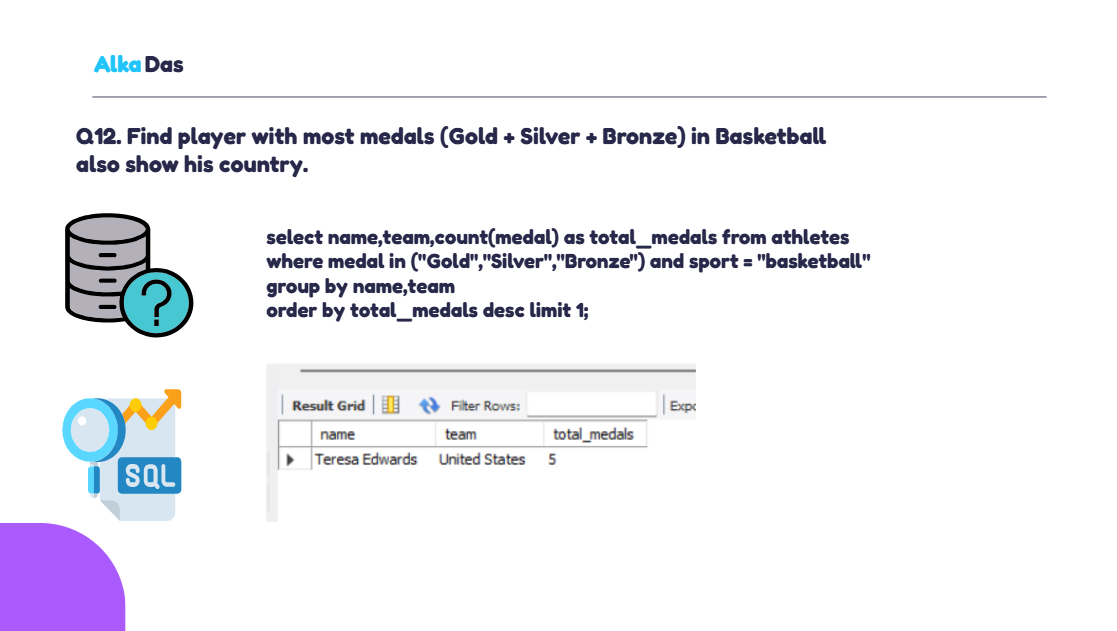 Alka Das
Q12. Find player with most medals (Gold + Silver + Bronze) in Basketball
also show his country.
select name,team,count(medal) as total_medals from athletes
where medal in ("Gold","Silver","Bronze") and sport = "basketball"
group by name,team
order by total_medals desc limit 1;
?
SQL
Result Grid Filter Rows:
name team total_medals
Teresa Edwards United States 5